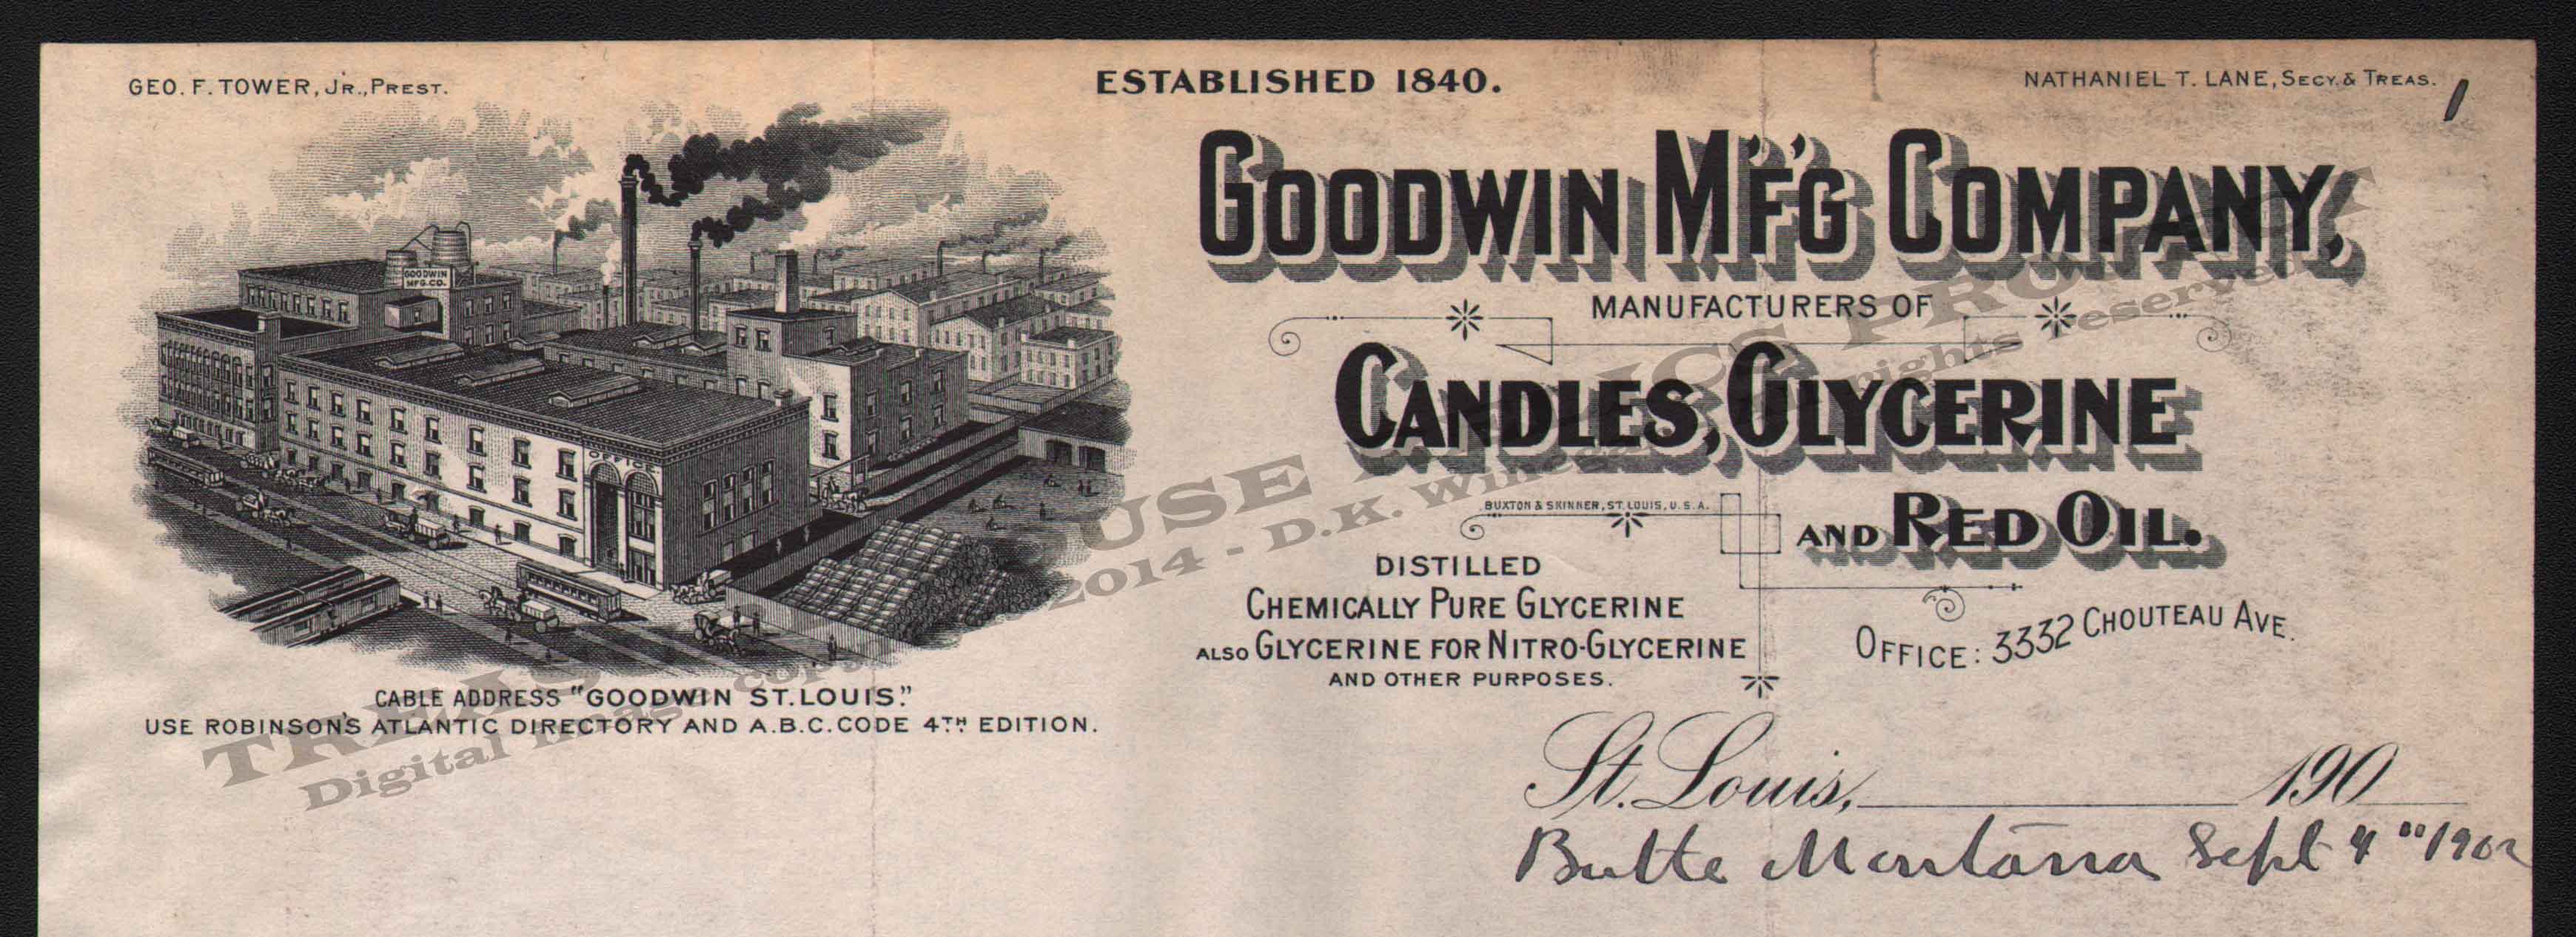 GEO. F. TOWER, JR., PREST.
ESTABLISHED 1840.
NATHANIEL T. LANE, SECY. & TREAS.
1
GOODWIN M'F'G COMPANY,
MANUFACTURERS OF
CANDLES, GLYCERINE
AND RED OIL.
BUXTON & SKINNER, ST. LOUIS, U.S.A.
DISTILLED
CHEMICALLY PURE GLYCERINE
ALSO GLYCERINE FOR NITRO-GLYCERINE
AND OTHER PURPOSES.
OFFICE: 3332 CHOUTEAU AVE.
GOODWIN
MFG. CO.
OFFICE
CABLE ADDRESS "GOODWIN ST. LOUIS."
USE ROBINSON'S ATLANTIC DIRECTORY AND A.B.C. CODE 4TH EDITION.
St. Louis, 190
Butte Montana Sept 4" 1902